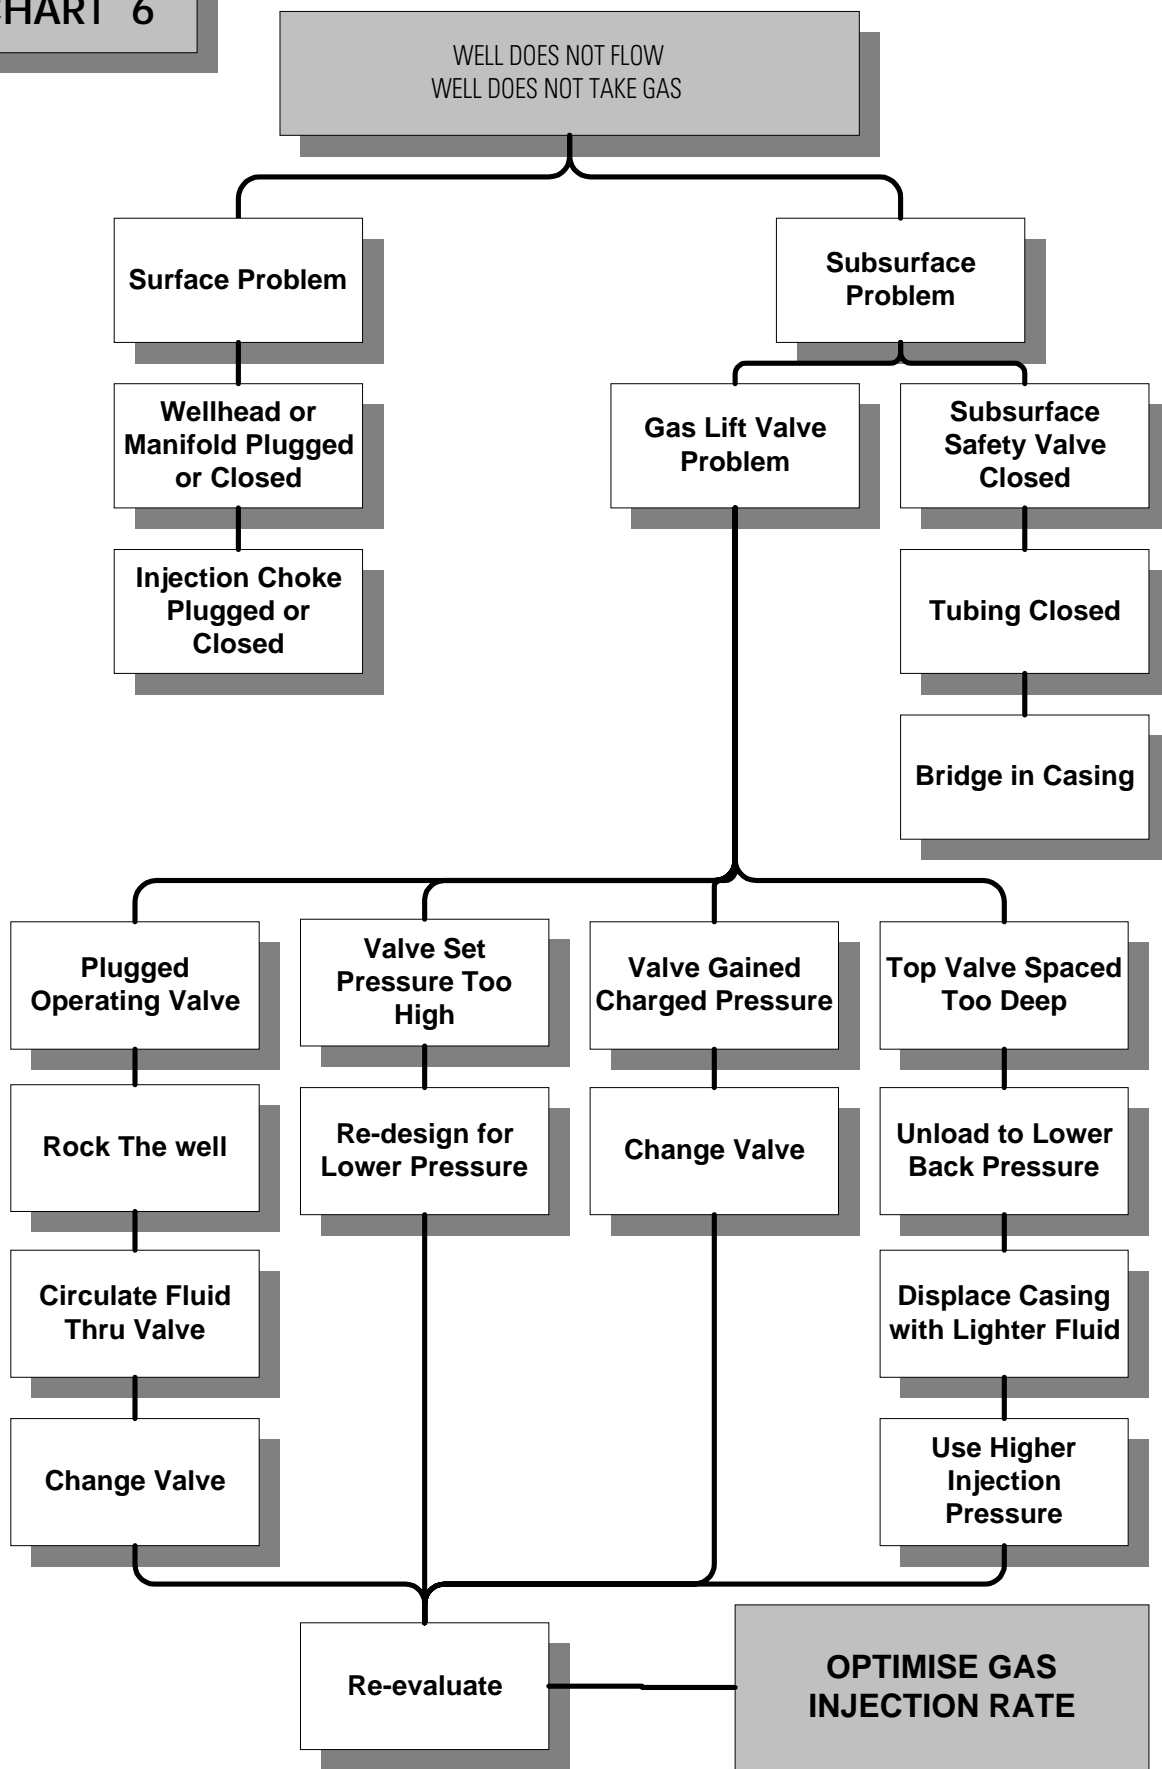 CHART 6
WELL DOES NOT FLOW
WELL DOES NOT TAKE GAS
Surface Problem
Subsurface
Problem
Wellhead or
Manifold Plugged
or Closed
Gas Lift Valve
Problem
Subsurface
Safety Valve
Closed
Injection Choke
Plugged or
Closed
Tubing Closed
Bridge in Casing
Plugged
Operating Valve
Valve Set
Pressure Too
High
Valve Gained
Charged Pressure
Top Valve Spaced
Too Deep
Rock The well
Re-design for
Lower Pressure
Change Valve
Unload to Lower
Back Pressure
Circulate Fluid
Thru Valve
Displace Casing
with Lighter Fluid
Change Valve
Use Higher
Injection
Pressure
Re-evaluate
OPTIMISE GAS
INJECTION RATE